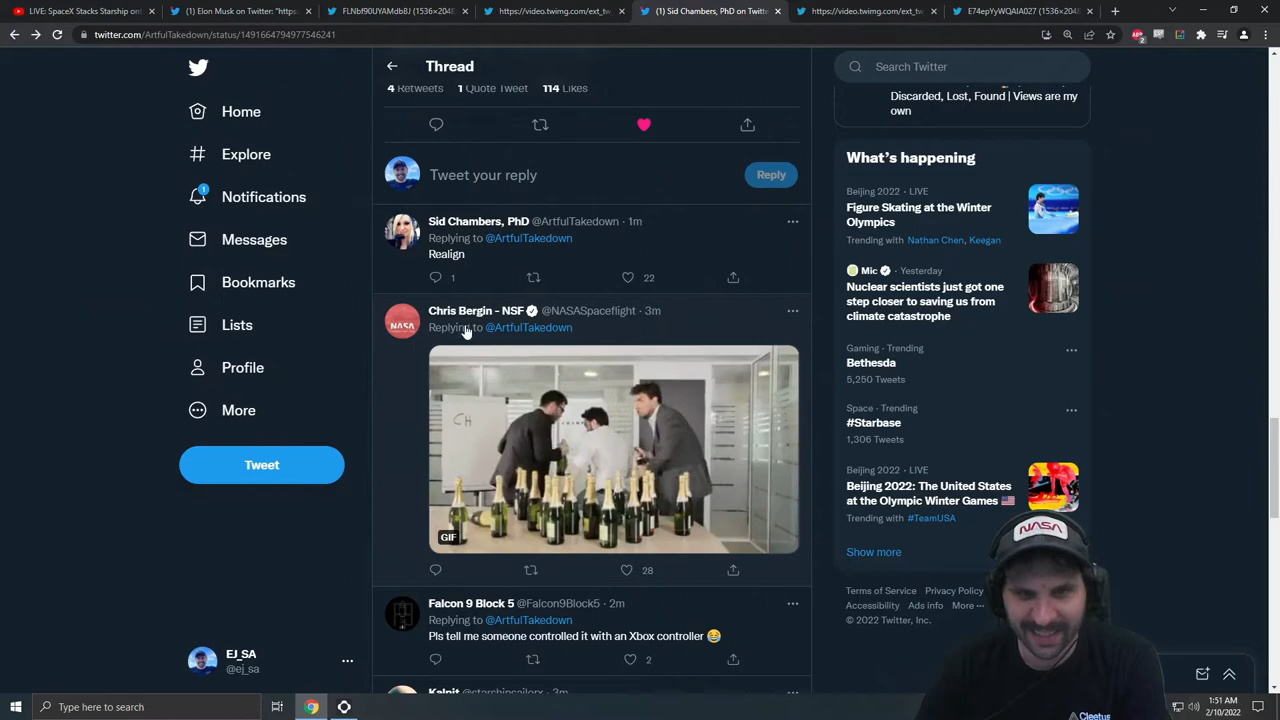 LIVE: SpaceX Stacks Starship on
(1) Elon Musk on Twitter: "https:
FLNbf90UYAMdbBJ (1536×2048
https://video.twimg.com/ext_tw
(1) Sid Chambers, PhD on Twitte
https://video.twimg.com/ext_tw
E74epYyWQAIA027 (1536×2048
twitter.com/ArtfulTakedown/status/1491664794977546241
Home
Explore
1
Notifications
Messages
Bookmarks
Lists
Profile
More
Tweet
EJ_SA
@ej_sa
Thread
4 Retweets 1 Quote Tweet 114 Likes
Tweet your reply
Reply
Sid Chambers, PhD @ArtfulTakedown · 1m
Replying to @ArtfulTakedown
Realign
1 22
Chris Bergin - NSF @NASASpaceflight · 3m
Replying to @ArtfulTakedown
NASA
CH
GIF
28
Falcon 9 Block 5 @Falcon9Block5 · 2m
Replying to @ArtfulTakedown
Pls tell me someone controlled it with an Xbox controller 😂
2
Kalpit @starshipsailorx · 3m
Search Twitter
Discarded, Lost, Found | Views are my
own
What's happening
Beijing 2022 · LIVE
Figure Skating at the Winter
Olympics
Trending with Nathan Chen, Keegan
Mic · Yesterday
Nuclear scientists just got one
step closer to saving us from
climate catastrophe
Gaming · Trending
Bethesda
5,250 Tweets
Space · Trending
#Starbase
1,306 Tweets
Beijing 2022 · LIVE
Beijing 2022: The United States
at the Olympic Winter Games 🇺🇸
Trending with #TeamUSA
Show more
Terms of Service Privacy Policy
Accessibility Ads info More ···
© 2022 Twitter, Inc.
NASA
Cleetus
Type here to search
1:51 AM
2/10/2022